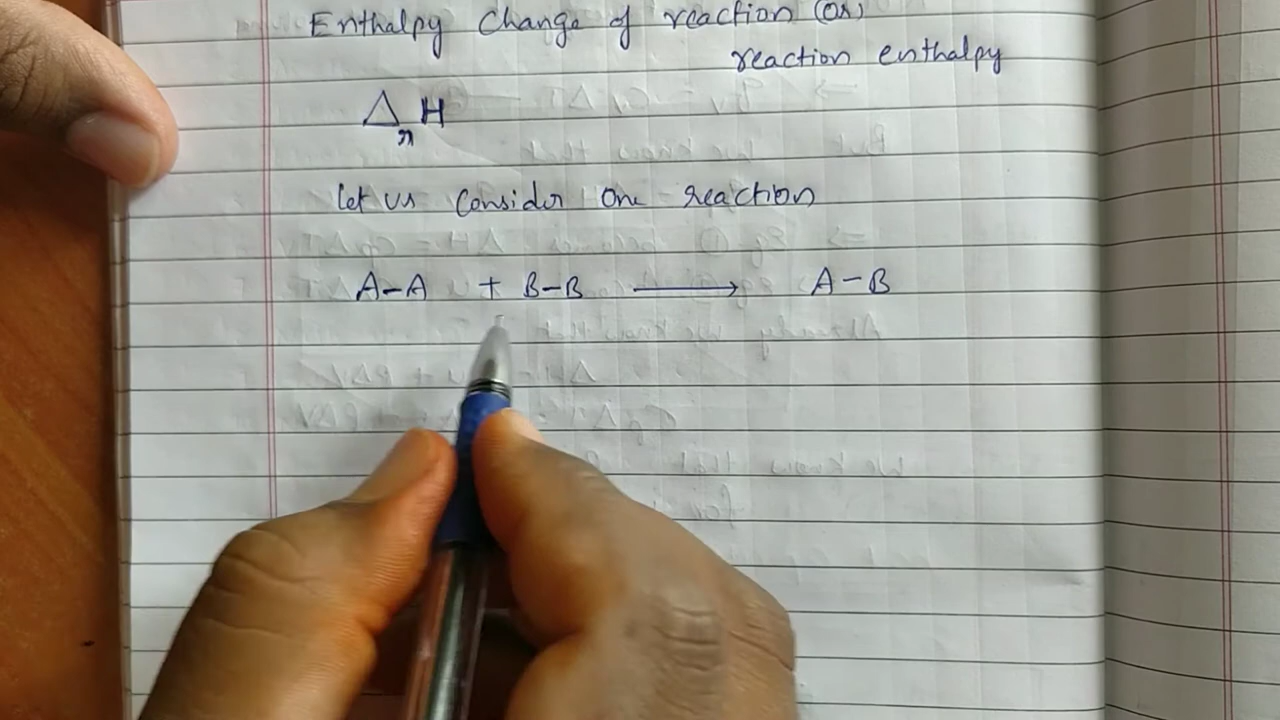 Enthalpy Change of reaction (or)
reaction enthalpy
ΔrH
let us Consider One reaction
A-A + B-B ⟶ A-B